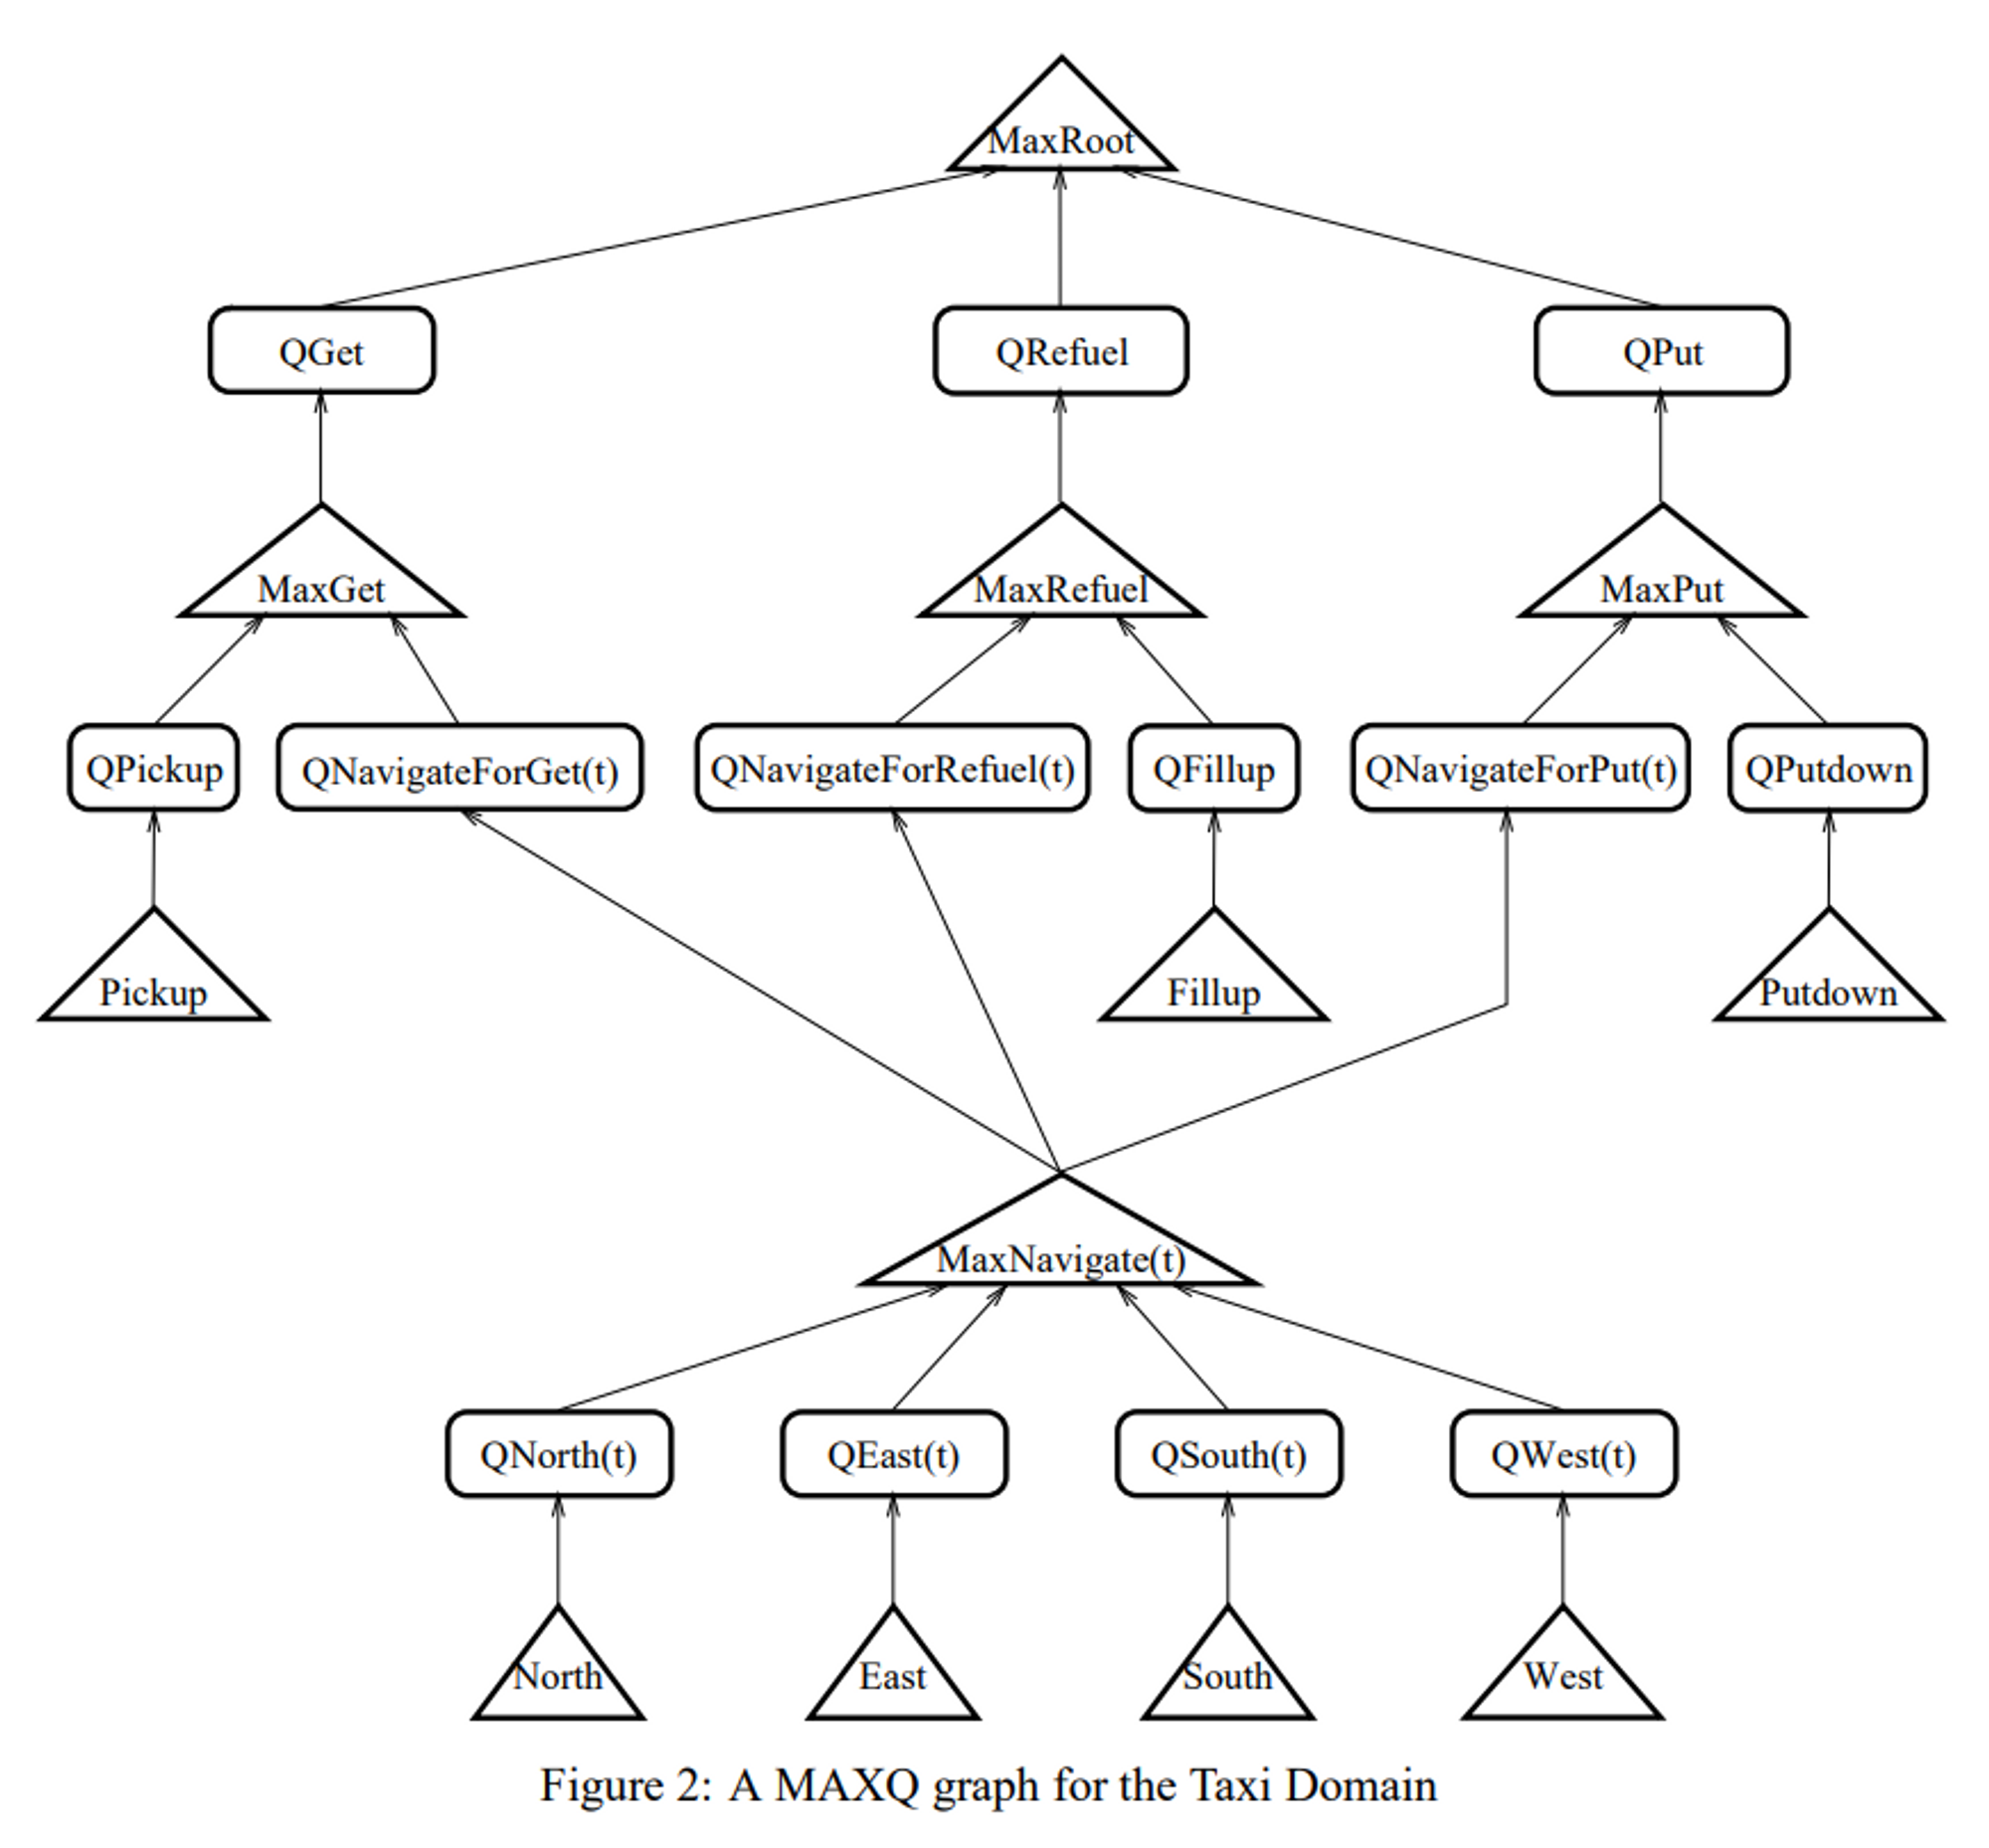 MaxRoot
QGet
QRefuel
QPut
MaxGet
MaxRefuel
MaxPut
QPickup
QNavigateForGet(t)
QNavigateForRefuel(t)
QFillup
QNavigateForPut(t)
QPutdown
Pickup
Fillup
Putdown
MaxNavigate(t)
QNorth(t)
QEast(t)
QSouth(t)
QWest(t)
North
East
South
West
Figure 2: A MAXQ graph for the Taxi Domain